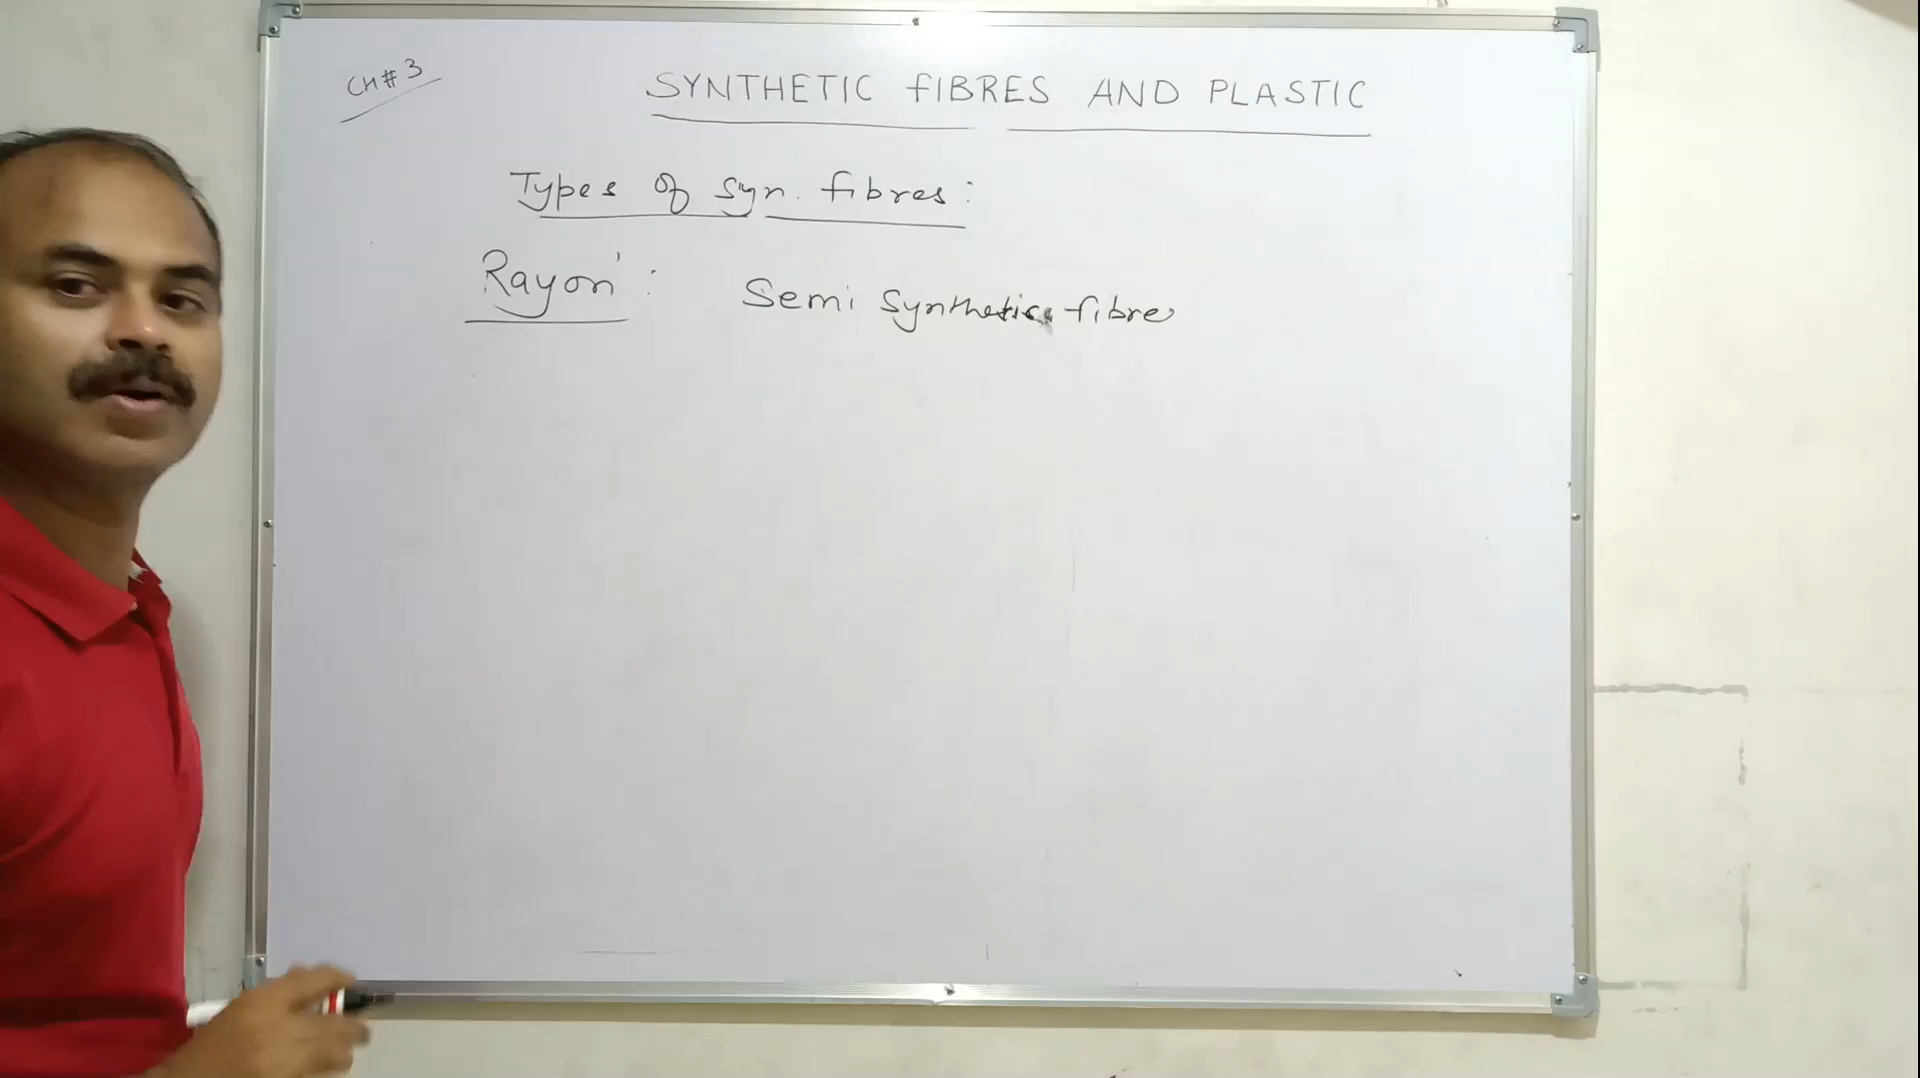 CH#3
SYNTHETIC FIBRES AND PLASTIC
Types of syn. fibres:
Rayon: Semi synthetic fibre